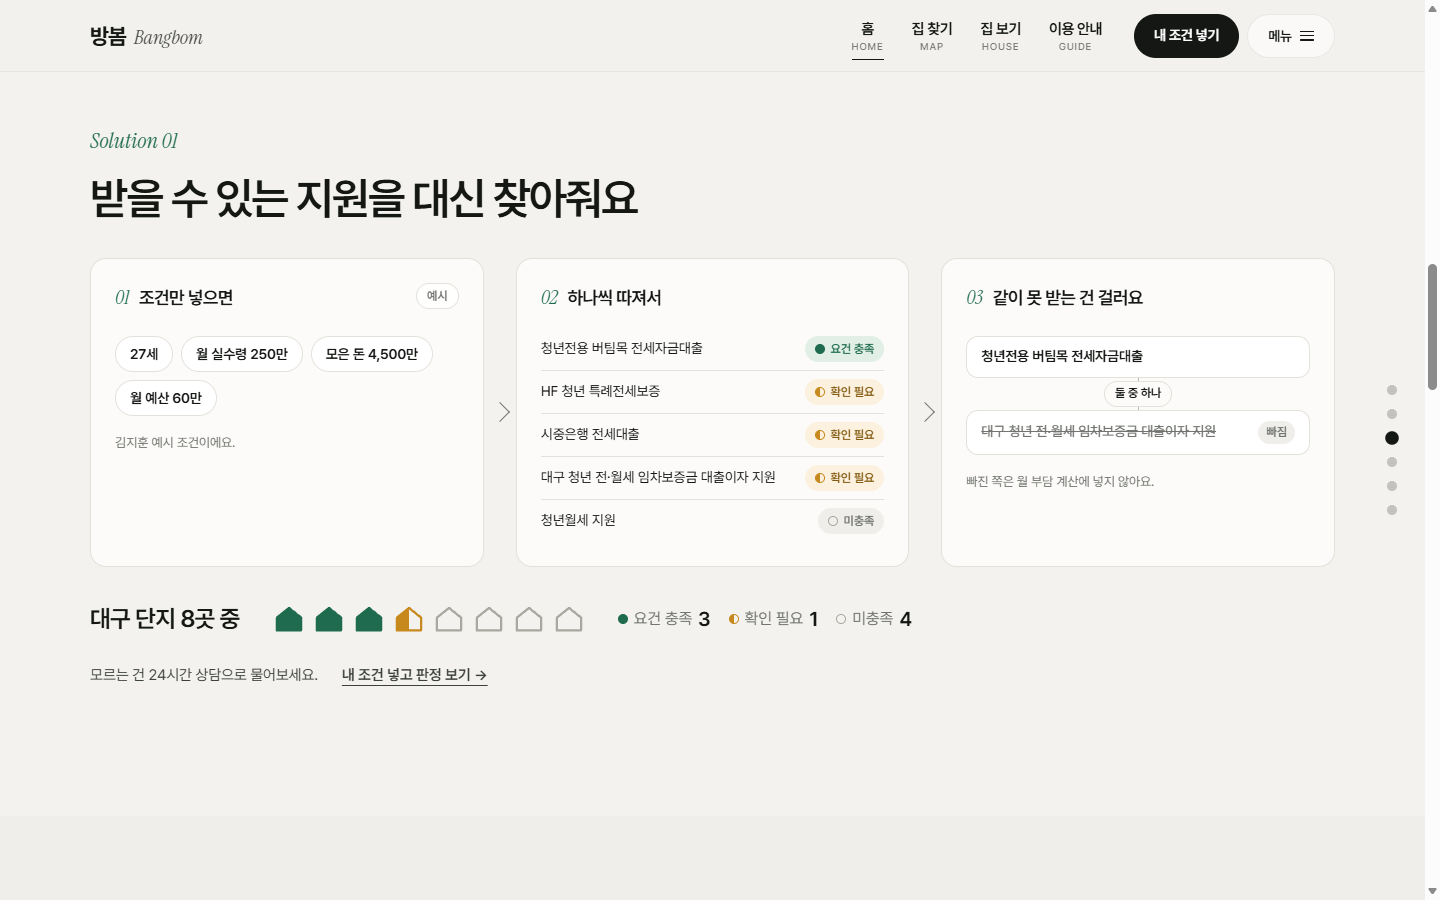 방봄 Bangbom
홈 집 찾기 집 보기 이용 안내
HOME MAP HOUSE GUIDE
내 조건 넣기
메뉴
Solution 01
받을 수 있는 지원을 대신 찾아줘요
01 조건만 넣으면
예시
27세
월 실수령 250만
모은 돈 4,500만
월 예산 60만
김지훈 예시 조건이에요.
02 하나씩 따져서
청년전용 버팀목 전세자금대출 요건 충족
HF 청년 특례전세보증 확인 필요
시중은행 전세대출 확인 필요
대구 청년 전·월세 임차보증금 대출이자 지원 확인 필요
청년월세 지원 미충족
03 같이 못 받는 건 걸러요
청년전용 버팀목 전세자금대출
둘 중 하나
대구 청년 전·월세 임차보증금 대출이자 지원 빠짐
빠진 쪽은 월 부담 계산에 넣지 않아요.
대구 단지 8곳 중
요건 충족 3 확인 필요 1 미충족 4
모르는 건 24시간 상담으로 물어보세요. 내 조건 넣고 판정 보기 →